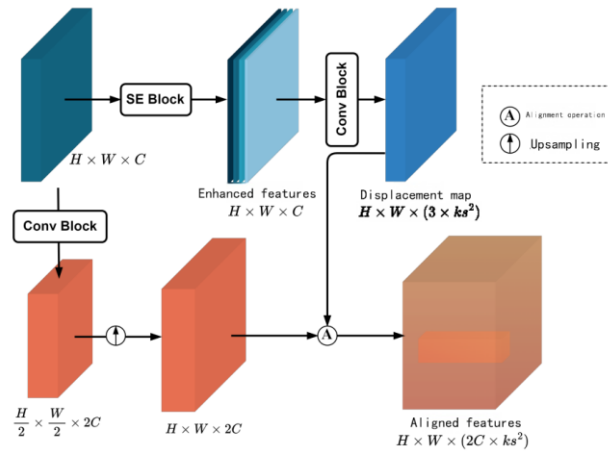 SE Block
Conv Block
A Alignment operation
Upsampling
H × W × C
Enhanced features
H × W × C
Displacement map
H × W × (3 × ks²)
Conv Block
A
H/2 × W/2 × 2C
H × W × 2C
Aligned features
H × W × (2C × ks²)